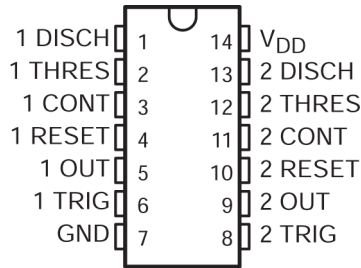 1 DISCH 1 14 VDD
1 THRES 2 13 2 DISCH
1 CONT 3 12 2 THRES
1 RESET 4 11 2 CONT
1 OUT 5 10 2 RESET
1 TRIG 6 9 2 OUT
GND 7 8 2 TRIG